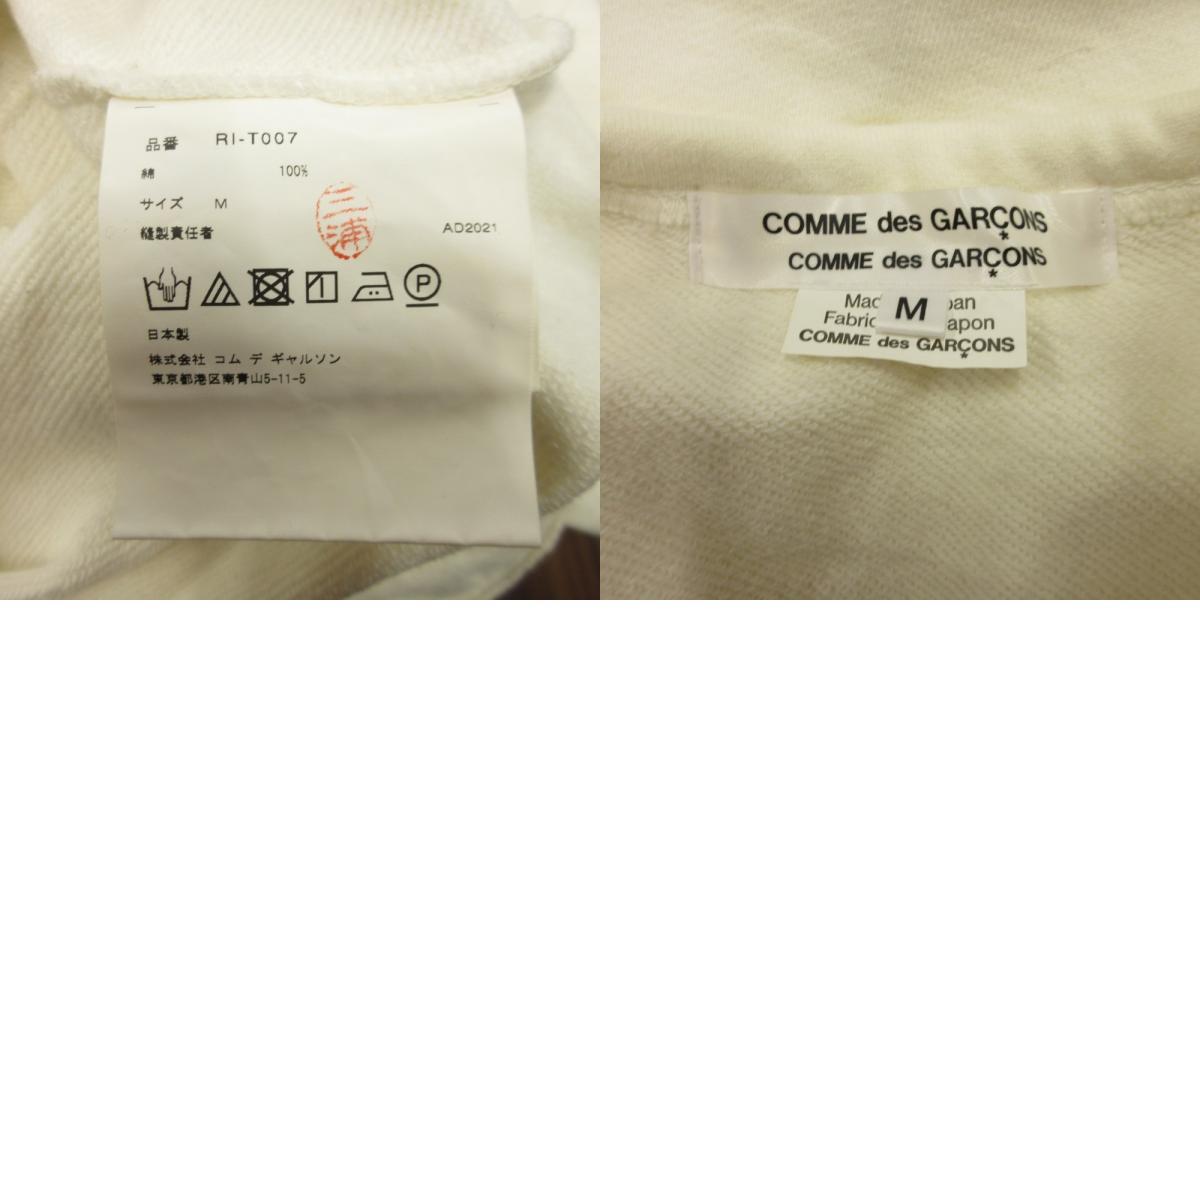 品番 RI-T007
綿 100%
サイズ M
縫製責任者
三浦
AD2021
P
日本製
株式会社 コム デ ギャルソン
東京都港区南青山5-11-5
COMME des GARÇONS
COMME des GARÇONS
M
COMME des GARÇONS